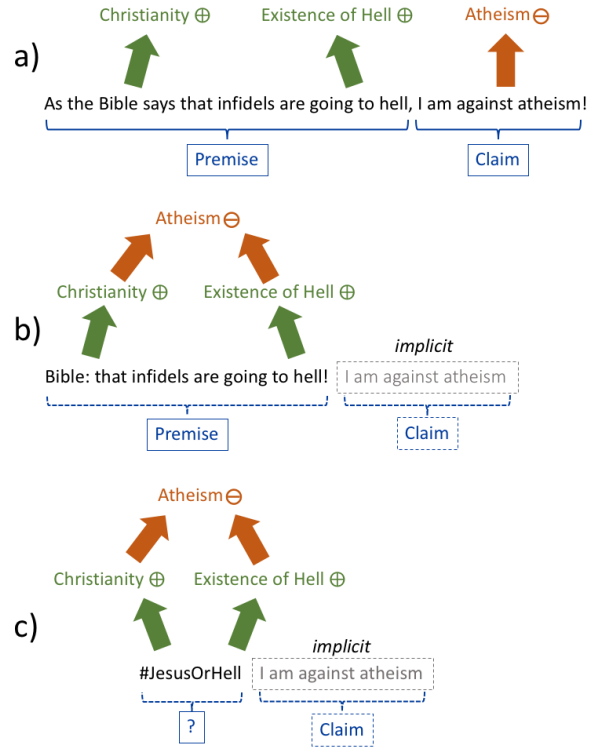 Christianity ⊕ Existence of Hell ⊕ Atheism ⊖
a)
As the Bible says that infidels are going to hell, I am against atheism!
Premise Claim
Atheism ⊖
Christianity ⊕ Existence of Hell ⊕
b)
implicit
Bible: that infidels are going to hell! I am against atheism
Premise Claim
Atheism ⊖
Christianity ⊕ Existence of Hell ⊕
c)
implicit
#JesusOrHell I am against atheism
? Claim